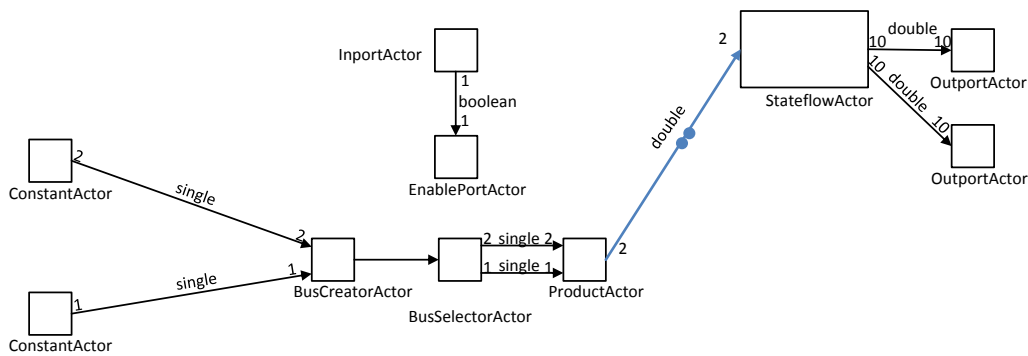 InportActor
1
boolean
1
EnablePortActor
2
StateflowActor
10 double 10
OutportActor
10 double 10
OutportActor
double
ConstantActor
2 single 2
ConstantActor
1 single 1
BusCreatorActor
BusSelectorActor
2 single 2
1 single 1
ProductActor
2